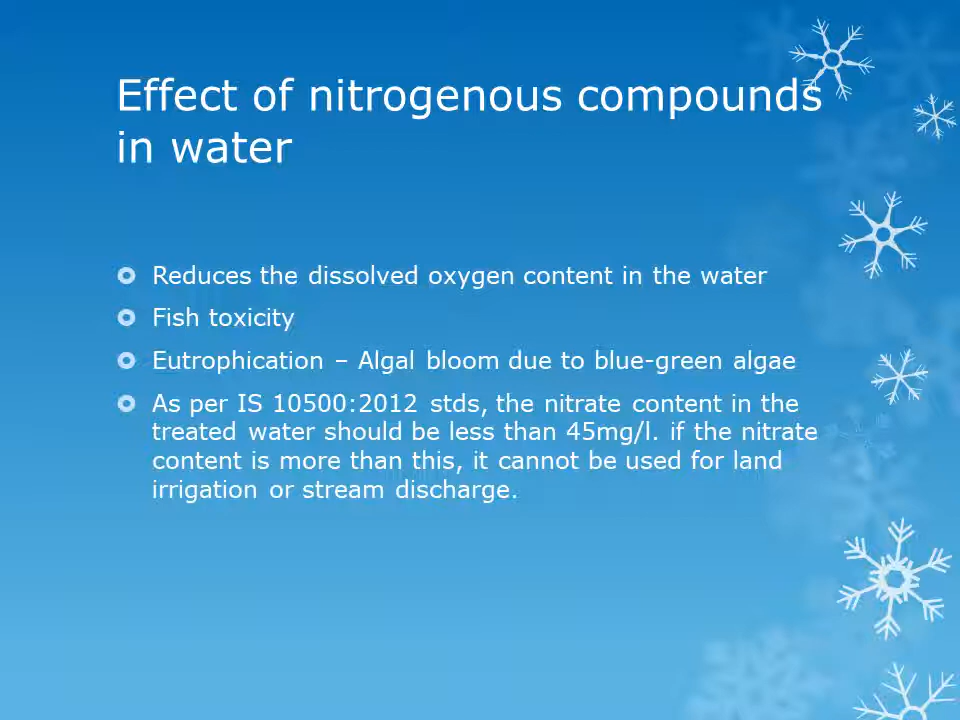 Effect of nitrogenous compounds
in water
Reduces the dissolved oxygen content in the water
Fish toxicity
Eutrophication – Algal bloom due to blue-green algae
As per IS 10500:2012 stds, the nitrate content in the
treated water should be less than 45mg/l. if the nitrate
content is more than this, it cannot be used for land
irrigation or stream discharge.